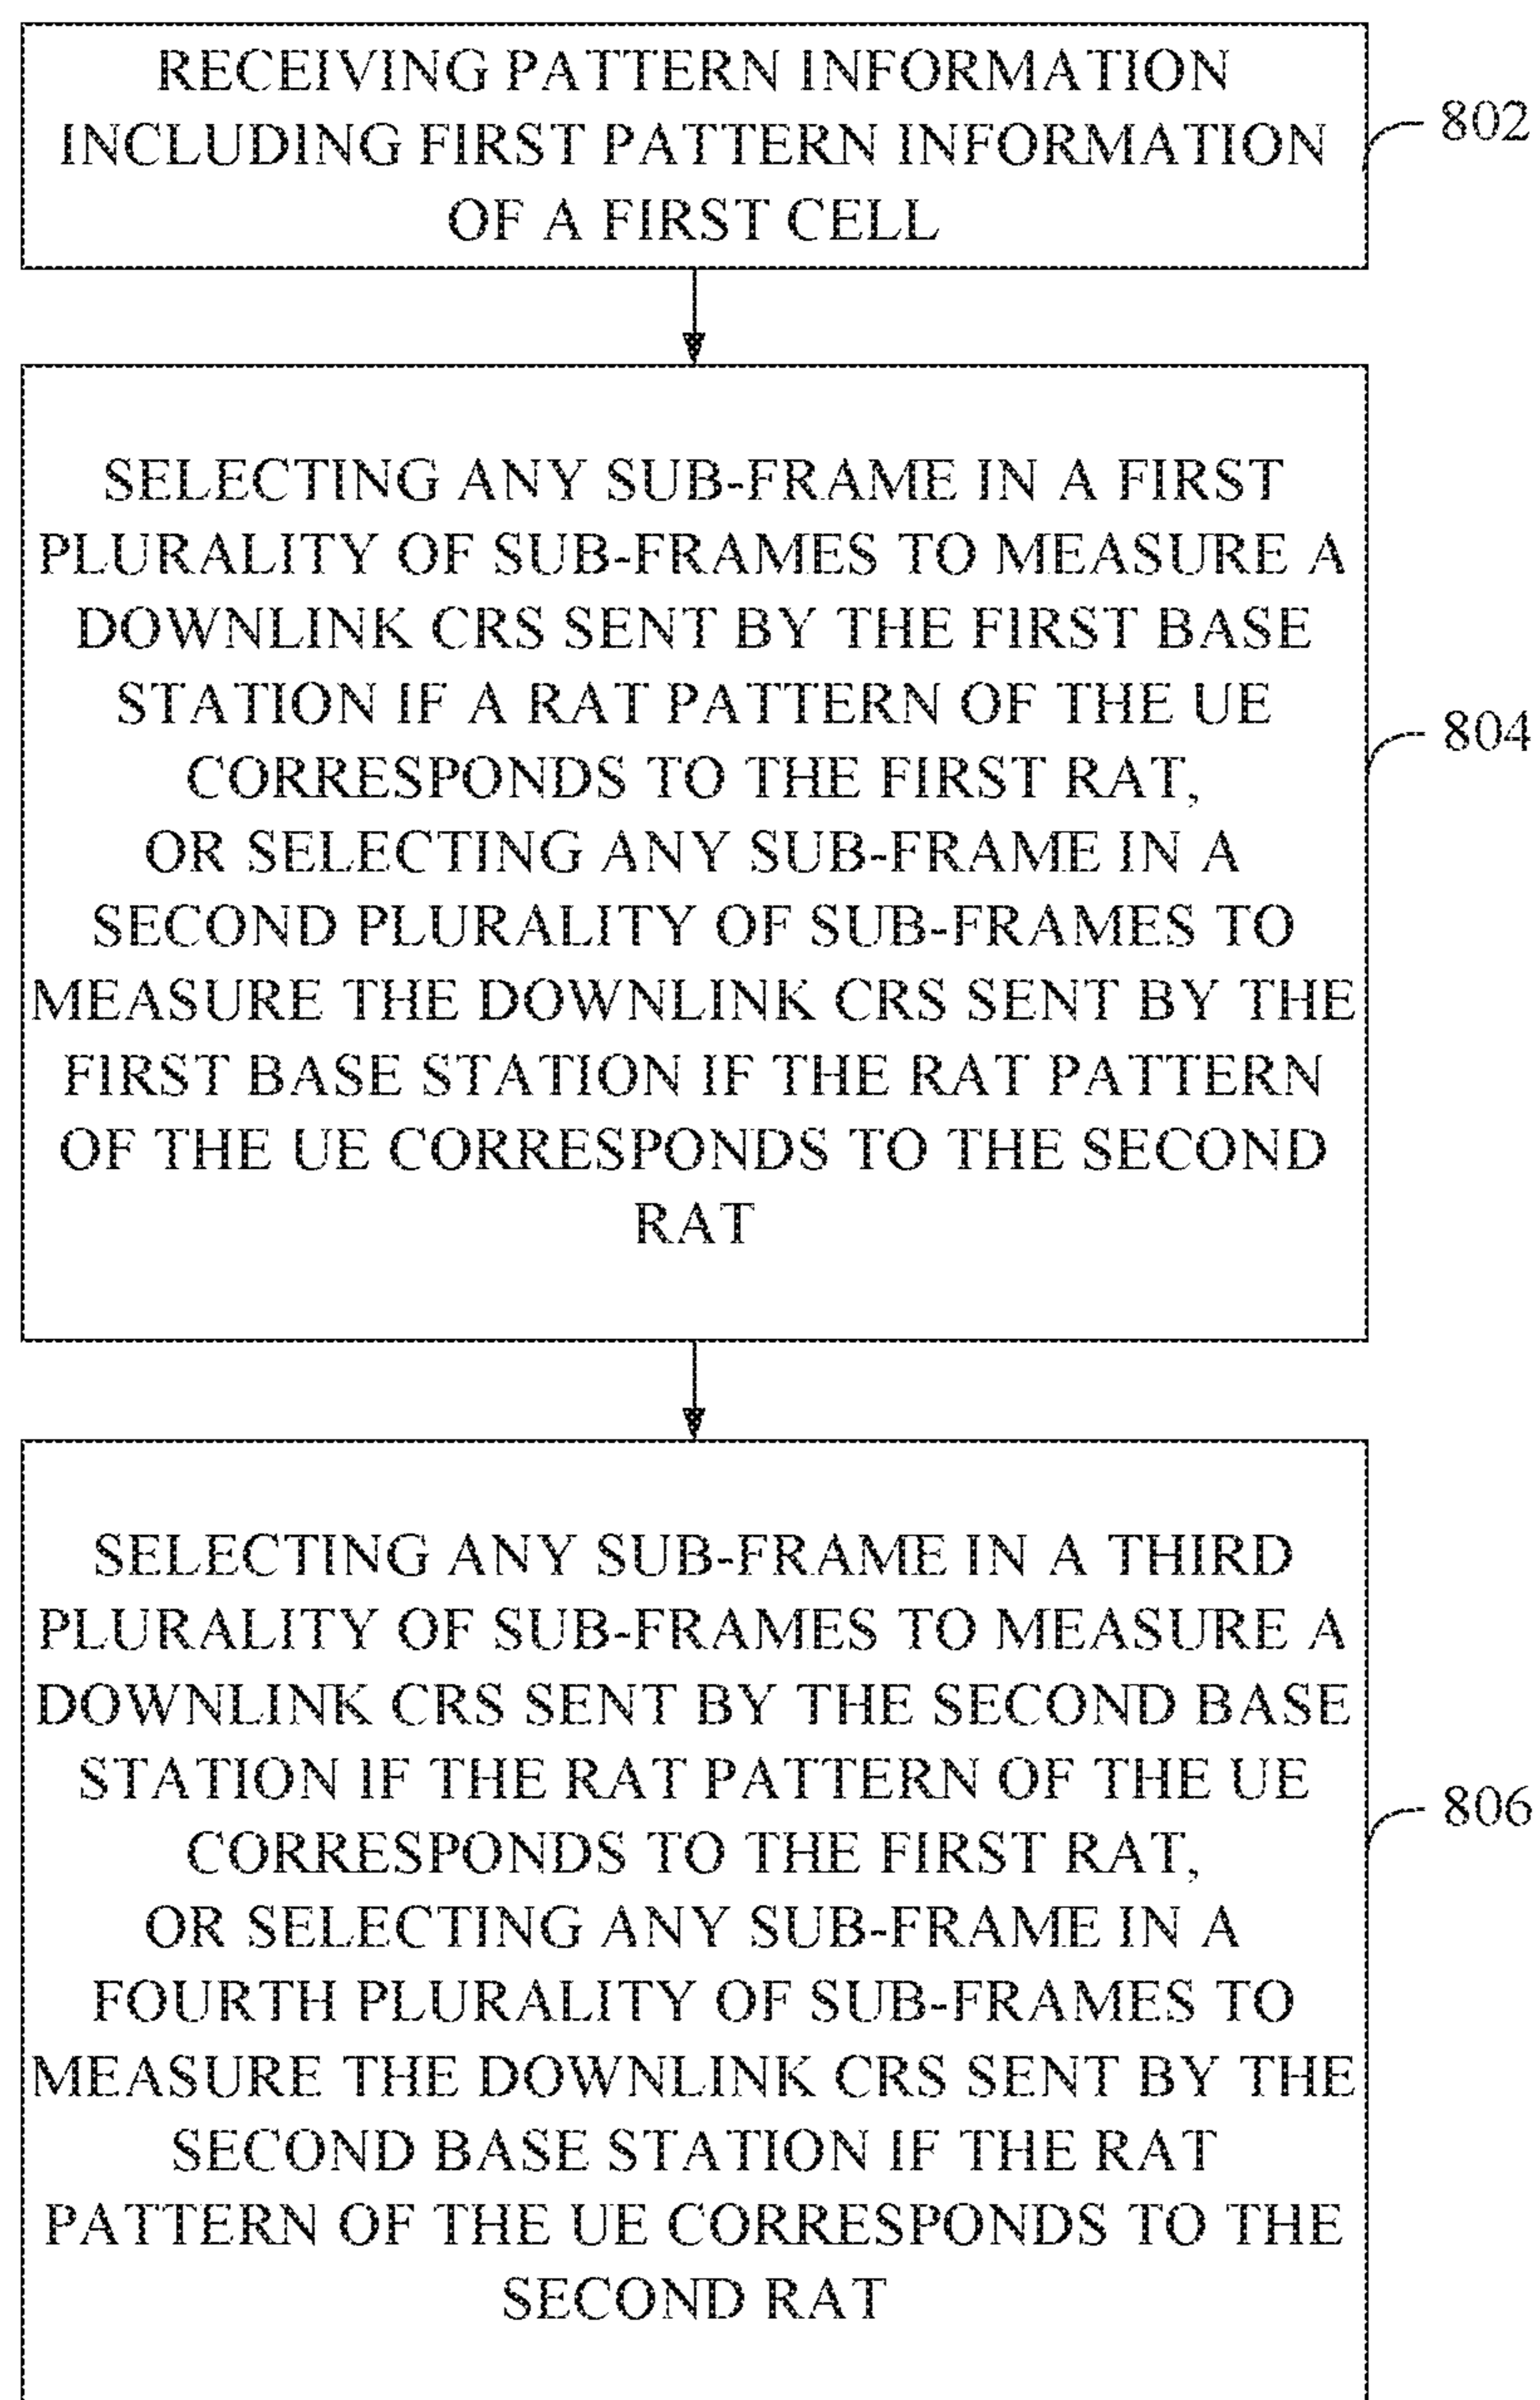 RECEIVING PATTERN INFORMATION
INCLUDING FIRST PATTERN INFORMATION
OF A FIRST CELL
802
SELECTING ANY SUB-FRAME IN A FIRST
PLURALITY OF SUB-FRAMES TO MEASURE A
DOWNLINK CRS SENT BY THE FIRST BASE
STATION IF A RAT PATTERN OF THE UE
CORRESPONDS TO THE FIRST RAT,
OR SELECTING ANY SUB-FRAME IN A
SECOND PLURALITY OF SUB-FRAMES TO
MEASURE THE DOWNLINK CRS SENT BY THE
FIRST BASE STATION IF THE RAT PATTERN
OF THE UE CORRESPONDS TO THE SECOND
RAT
804
SELECTING ANY SUB-FRAME IN A THIRD
PLURALITY OF SUB-FRAMES TO MEASURE A
DOWNLINK CRS SENT BY THE SECOND BASE
STATION IF THE RAT PATTERN OF THE UE
CORRESPONDS TO THE FIRST RAT,
OR SELECTING ANY SUB-FRAME IN A
FOURTH PLURALITY OF SUB-FRAMES TO
MEASURE THE DOWNLINK CRS SENT BY THE
SECOND BASE STATION IF THE RAT
PATTERN OF THE UE CORRESPONDS TO THE
SECOND RAT
806